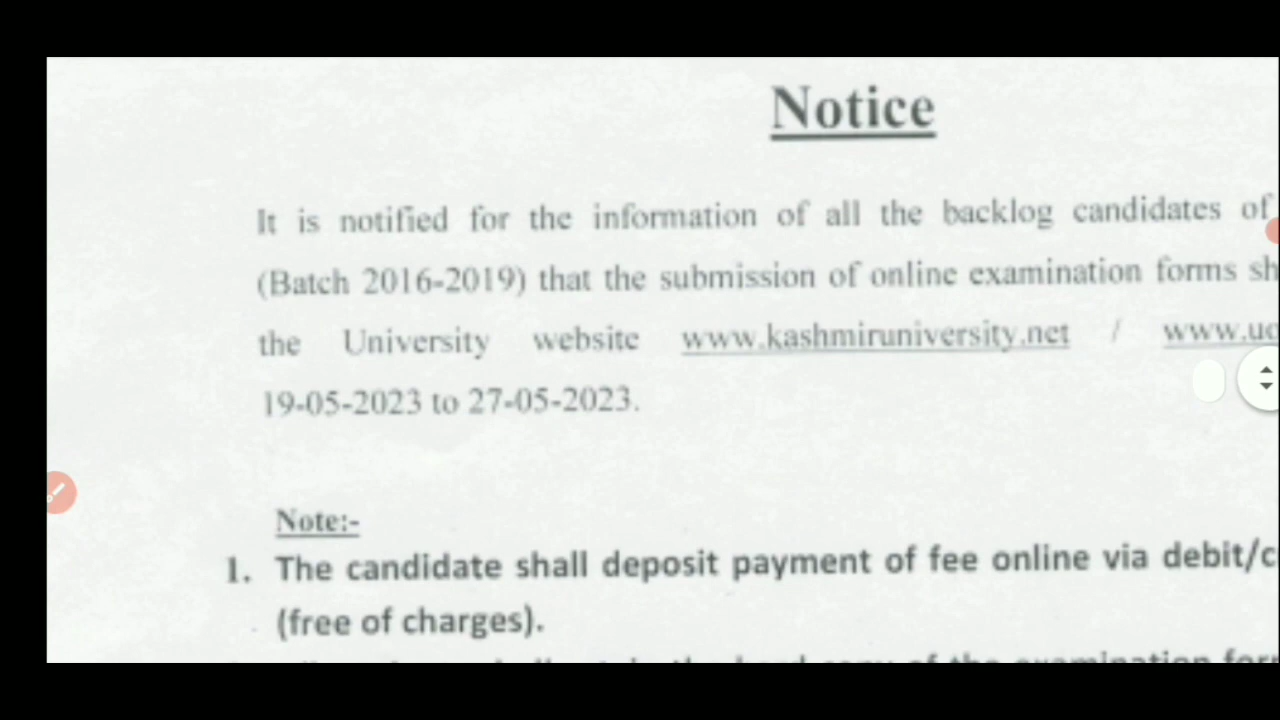 Notice
It is notified for the information of all the backlog candidates of
(Batch 2016-2019) that the submission of online examination forms
the University website www.kashmiruniversity.net /
19-05-2023 to 27-05-2023.
Note:-
1. The candidate shall deposit payment of fee online via debit/c
(free of charges).